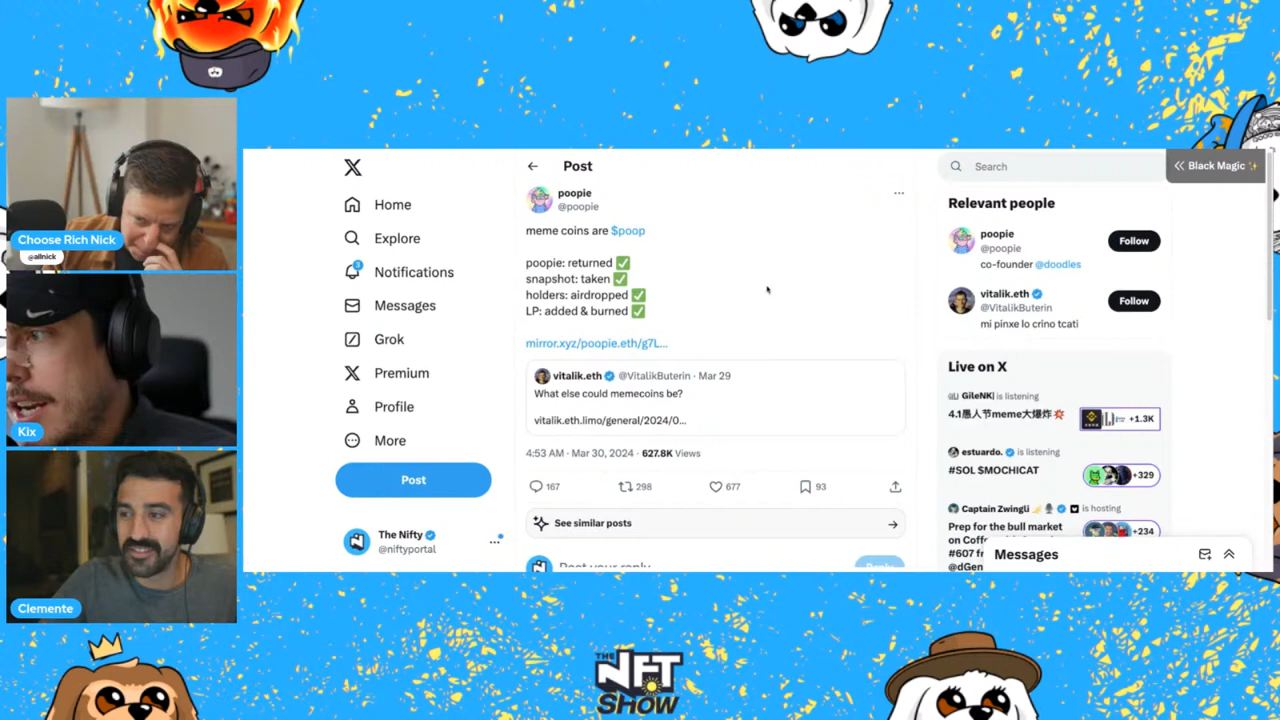 Choose Rich Nick
@allnick
Kix
Clemente
Home
Explore
Notifications
Messages
Grok
Premium
Profile
More
Post
The Nifty
@niftyportal
Post
poopie
@poopie
meme coins are $poop
poopie: returned ✅
snapshot: taken ✅
holders: airdropped ✅
LP: added & burned ✅
mirror.xyz/poopie.eth/g7L...
vitalik.eth @VitalikButerin · Mar 29
What else could memecoins be?
vitalik.eth.limo/general/2024/0...
4:53 AM · Mar 30, 2024 · 627.8K Views
167 298 677 93
See similar posts
Post your reply
Reply
Search
Black Magic ✨
Relevant people
poopie
@poopie
Follow
co-founder @doodles
vitalik.eth
@VitalikButerin
Follow
mi pinxe lo crino tcati
Live on X
GileNK| is listening
4.1愚人节meme大爆炸💥
+1.3K
estuardo. is listening
#SOL $MOCHICAT
+329
Captain Zwingli is hosting
Prep for the bull market
+234
#607
@dGen
Messages
THE
NFT
SHOW